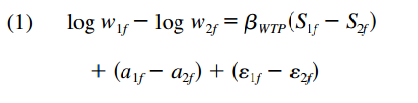 (1) log w₁f − log w₂f = βWTP(S₁f − S₂f)
+ (a₁f − a₂f) + (ε₁f − ε₂f)